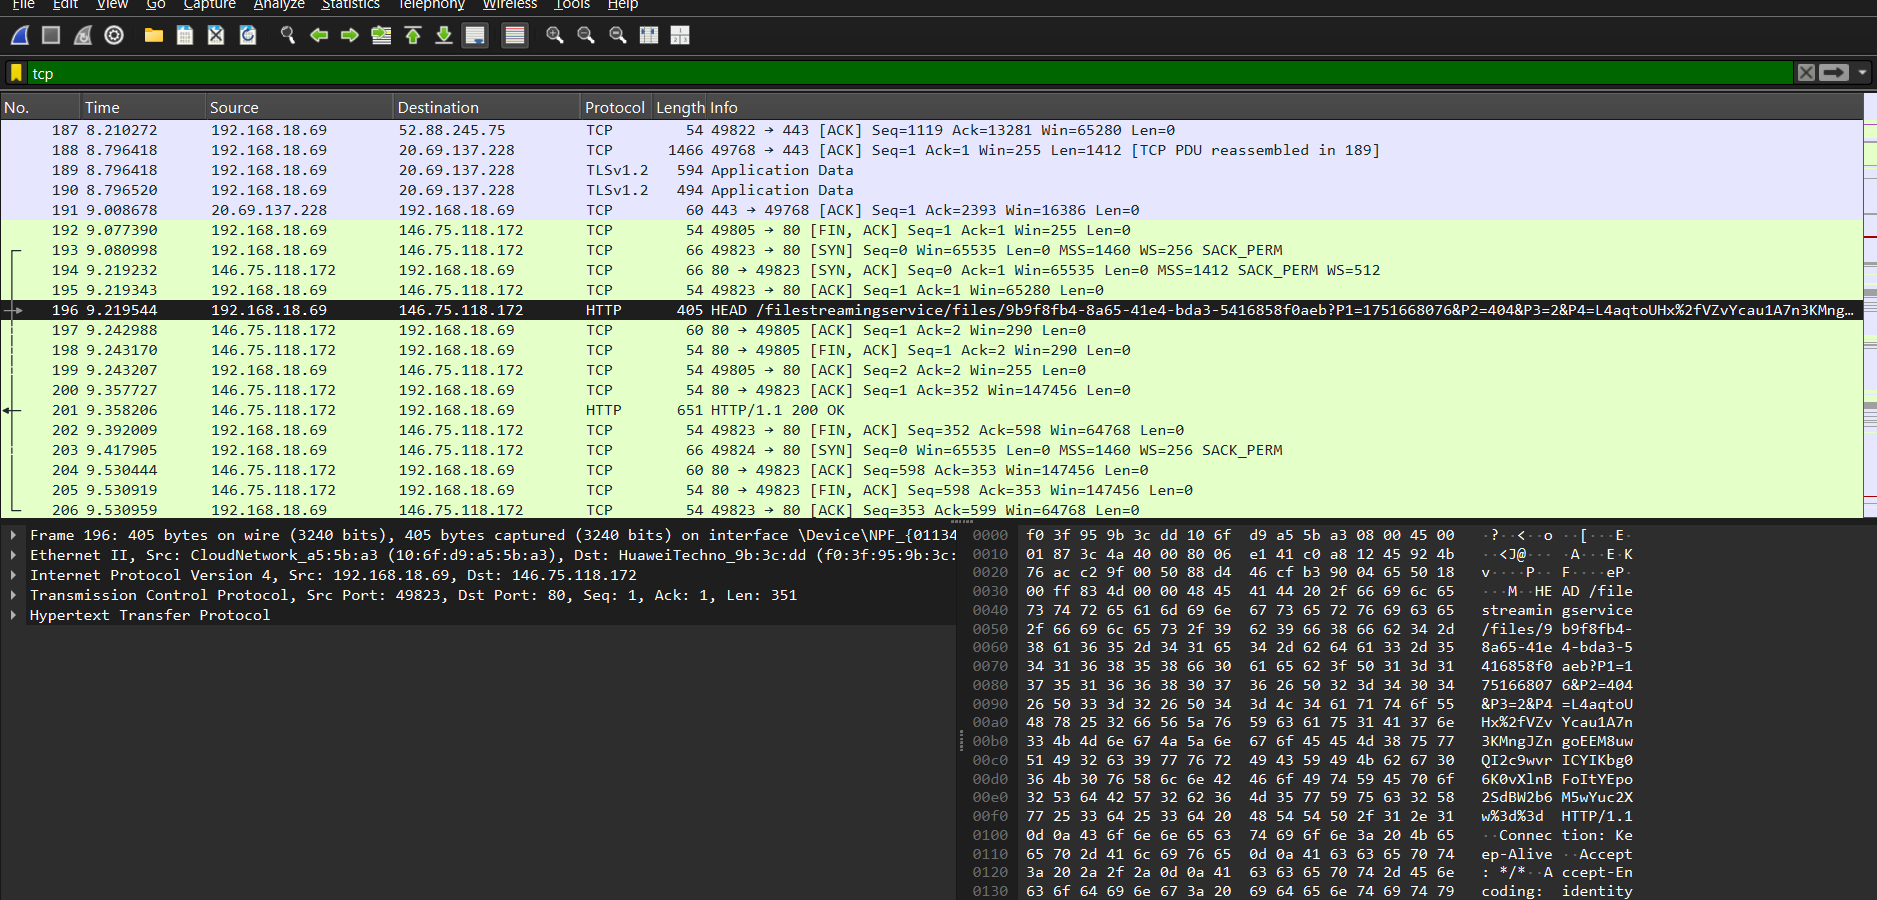 File Edit View Go Capture Analyze Statistics Telephony Wireless Tools Help
tcp
No. Time Source Destination Protocol Length Info
187 8.210272 192.168.18.69 52.88.245.75 TCP 54 49822 → 443 [ACK] Seq=1119 Ack=13281 Win=65280 Len=0
188 8.796418 192.168.18.69 20.69.137.228 TCP 1466 49768 → 443 [ACK] Seq=1 Ack=1 Win=255 Len=1412 [TCP PDU reassembled in 189]
189 8.796418 192.168.18.69 20.69.137.228 TLSv1.2 594 Application Data
190 8.796520 192.168.18.69 20.69.137.228 TLSv1.2 494 Application Data
191 9.008678 20.69.137.228 192.168.18.69 TCP 60 443 → 49768 [ACK] Seq=1 Ack=2393 Win=16386 Len=0
192 9.077390 192.168.18.69 146.75.118.172 TCP 54 49805 → 80 [FIN, ACK] Seq=1 Ack=1 Win=255 Len=0
193 9.080998 192.168.18.69 146.75.118.172 TCP 66 49823 → 80 [SYN] Seq=0 Win=65535 Len=0 MSS=1460 WS=256 SACK_PERM
194 9.219232 146.75.118.172 192.168.18.69 TCP 66 80 → 49823 [SYN, ACK] Seq=0 Ack=1 Win=65535 Len=0 MSS=1412 SACK_PERM WS=512
195 9.219343 192.168.18.69 146.75.118.172 TCP 54 49823 → 80 [ACK] Seq=1 Ack=1 Win=65280 Len=0
196 9.219544 192.168.18.69 146.75.118.172 HTTP 405 HEAD /filestreamingservice/files/9b9f8fb4-8a65-41e4-bda3-5416858f0aeb?P1=1751668076&P2=404&P3=2&P4=L4aqtoUHx%2fVZvYcau1A7n3KMng…
197 9.242988 146.75.118.172 192.168.18.69 TCP 60 80 → 49805 [ACK] Seq=1 Ack=2 Win=290 Len=0
198 9.243170 146.75.118.172 192.168.18.69 TCP 54 80 → 49805 [FIN, ACK] Seq=1 Ack=2 Win=290 Len=0
199 9.243207 192.168.18.69 146.75.118.172 TCP 54 49805 → 80 [ACK] Seq=2 Ack=2 Win=255 Len=0
200 9.357727 146.75.118.172 192.168.18.69 TCP 54 80 → 49823 [ACK] Seq=1 Ack=352 Win=147456 Len=0
201 9.358206 146.75.118.172 192.168.18.69 HTTP 651 HTTP/1.1 200 OK
202 9.392009 192.168.18.69 146.75.118.172 TCP 54 49823 → 80 [FIN, ACK] Seq=352 Ack=598 Win=64768 Len=0
203 9.417905 192.168.18.69 146.75.118.172 TCP 66 49824 → 80 [SYN] Seq=0 Win=65535 Len=0 MSS=1460 WS=256 SACK_PERM
204 9.530444 146.75.118.172 192.168.18.69 TCP 60 80 → 49823 [ACK] Seq=598 Ack=353 Win=147456 Len=0
205 9.530919 146.75.118.172 192.168.18.69 TCP 54 80 → 49823 [FIN, ACK] Seq=598 Ack=353 Win=147456 Len=0
206 9.530959 192.168.18.69 146.75.118.172 TCP 54 49823 → 80 [ACK] Seq=353 Ack=599 Win=64768 Len=0
Frame 196: 405 bytes on wire (3240 bits), 405 bytes captured (3240 bits) on interface \Device\NPF_{01134
Ethernet II, Src: CloudNetwork_a5:5b:a3 (10:6f:d9:a5:5b:a3), Dst: HuaweiTechno_9b:3c:dd (f0:3f:95:9b:3c:
Internet Protocol Version 4, Src: 192.168.18.69, Dst: 146.75.118.172
Transmission Control Protocol, Src Port: 49823, Dst Port: 80, Seq: 1, Ack: 1, Len: 351
Hypertext Transfer Protocol
0000 f0 3f 95 9b 3c dd 10 6f d9 a5 5b a3 08 00 45 00 ·?··<··o ··[···E·
0010 01 87 3c 4a 40 00 80 06 e1 41 c0 a8 12 45 92 4b ··<J@··· ·A···E·K
0020 76 ac c2 9f 00 50 88 d4 46 cf b3 90 04 65 50 18 v····P·· F····eP·
0030 00 ff 83 4d 00 00 48 45 41 44 20 2f 66 69 6c 65 ···M··HE AD /file
0040 73 74 72 65 61 6d 69 6e 67 73 65 72 76 69 63 65 streamin gservice
0050 2f 66 69 6c 65 73 2f 39 62 39 66 38 66 62 34 2d /files/9 b9f8fb4-
0060 38 61 36 35 2d 34 31 65 34 2d 62 64 61 33 2d 35 8a65-41e 4-bda3-5
0070 34 31 36 38 35 38 66 30 61 65 62 3f 50 31 3d 31 416858f0 aeb?P1=1
0080 37 35 31 36 36 38 30 37 36 26 50 32 3d 34 30 34 75166807 6&P2=404
0090 26 50 33 3d 32 26 50 34 3d 4c 34 61 71 74 6f 55 &P3=2&P4 =L4aqtoU
00a0 48 78 25 32 66 56 5a 76 59 63 61 75 31 41 37 6e Hx%2fVZv Ycau1A7n
00b0 33 4b 4d 6e 67 4a 5a 6e 67 6f 45 45 4d 38 75 77 3KMngJZn goEEM8uw
00c0 51 49 32 63 39 77 76 72 49 43 59 49 4b 62 67 30 QI2c9wvr ICYIKbg0
00d0 36 4b 30 76 58 6c 6e 42 46 6f 49 74 59 45 70 6f 6K0vXlnB FoItYEpo
00e0 32 53 64 42 57 32 62 36 4d 35 77 59 75 63 32 58 2SdBW2b6 M5wYuc2X
00f0 77 25 33 64 25 33 64 20 48 54 54 50 2f 31 2e 31 w%3d%3d HTTP/1.1
0100 0d 0a 43 6f 6e 6e 65 63 74 69 6f 6e 3a 20 4b 65 ··Connec tion: Ke
0110 65 70 2d 41 6c 69 76 65 0d 0a 41 63 63 65 70 74 ep-Alive ··Accept
0120 3a 20 2a 2f 2a 0d 0a 41 63 63 65 70 74 2d 45 6e : */*··A ccept-En
0130 63 6f 64 69 6e 67 3a 20 69 64 65 6e 74 69 74 79 coding: identity